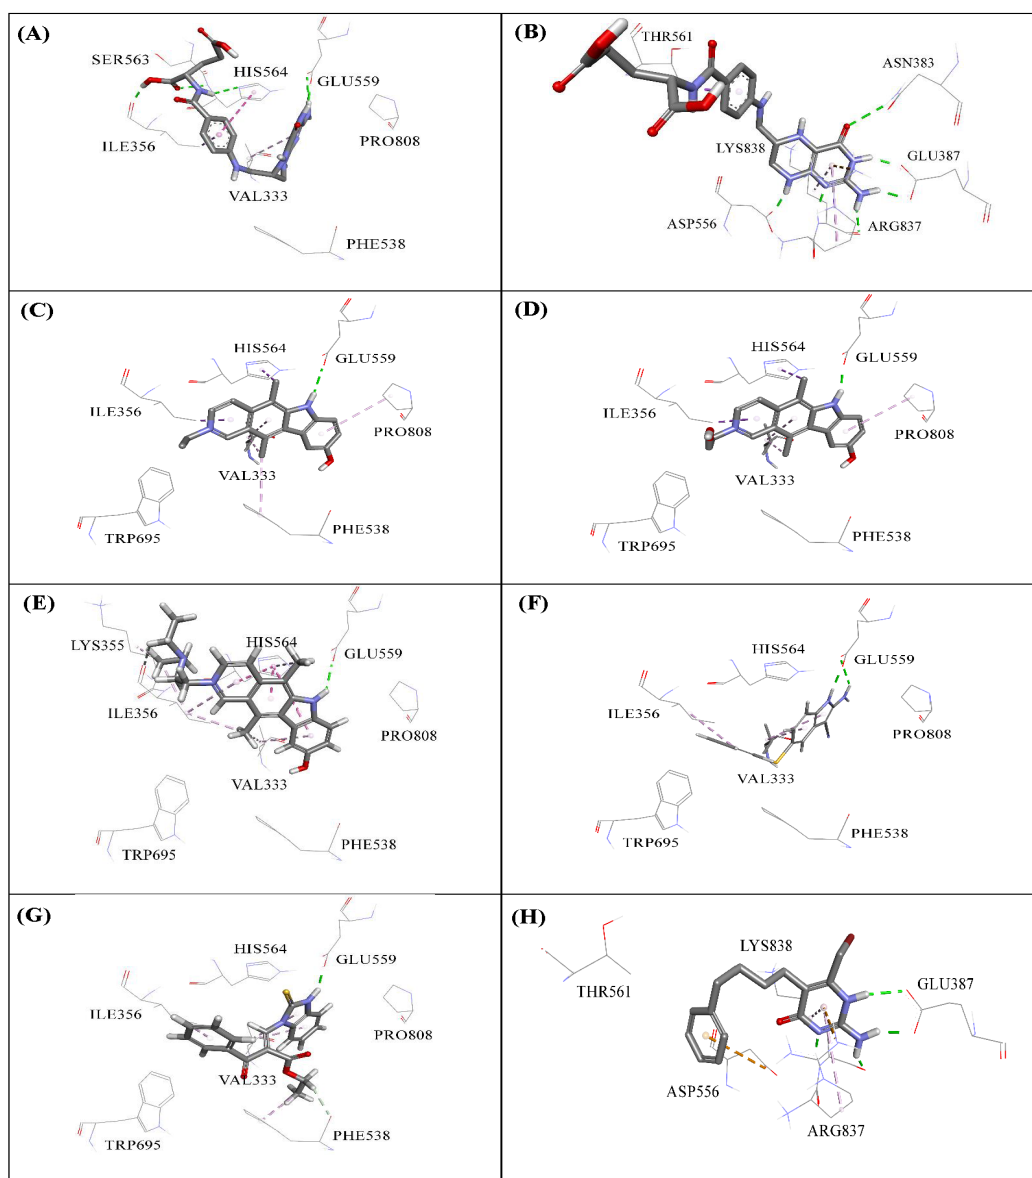 (A)
SER563
HIS564
GLU559
ILE356
PRO808
VAL333
PHE538
(B)
THR561
ASN383
LYS838
GLU387
ASP556
ARG837
(C)
HIS564
GLU559
ILE356
PRO808
VAL333
TRP695
PHE538
(D)
HIS564
GLU559
ILE356
PRO808
VAL333
TRP695
PHE538
(E)
LYS355
HIS564
GLU559
ILE356
PRO808
VAL333
TRP695
PHE538
(F)
HIS564
GLU559
ILE356
PRO808
VAL333
TRP695
PHE538
(G)
HIS564
GLU559
ILE356
PRO808
VAL333
TRP695
PHE538
(H)
LYS838
THR561
GLU387
ASP556
ARG837